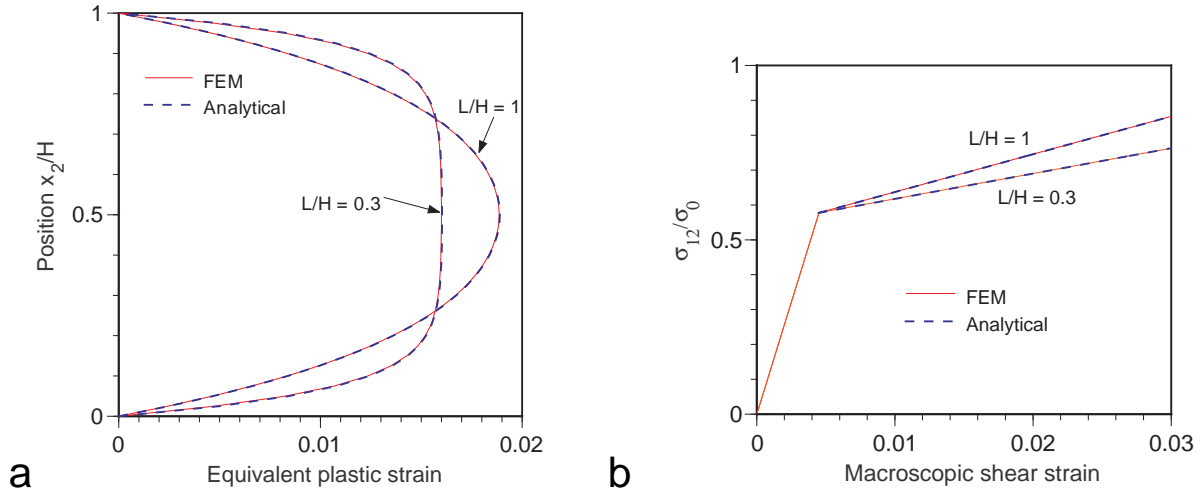 1
0.5
0
Position x2/H
FEM
Analytical
L/H = 1
L/H = 0.3
0
0.01
0.02
Equivalent plastic strain
a
1
0.5
0
σ12/σ0
L/H = 1
L/H = 0.3
FEM
Analytical
0
0.01
0.02
0.03
Macroscopic shear strain
b